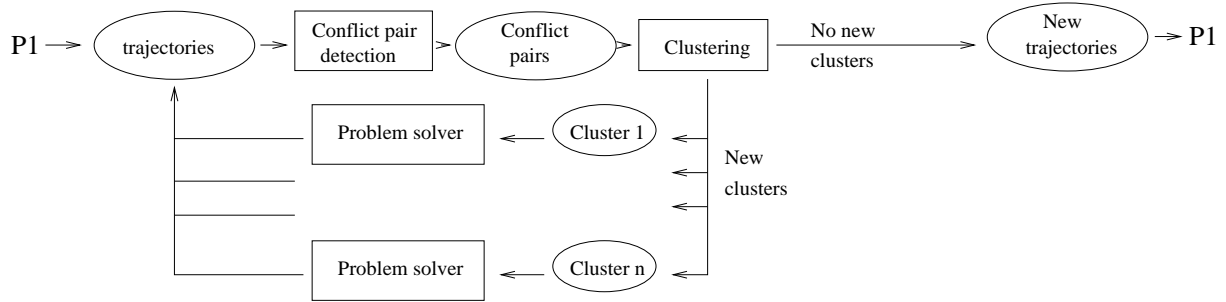 P1
trajectories
Conflict pair
detection
Conflict
pairs
Clustering
No new
clusters
New
trajectories
P1
Problem solver
Cluster 1
New
clusters
Problem solver
Cluster n